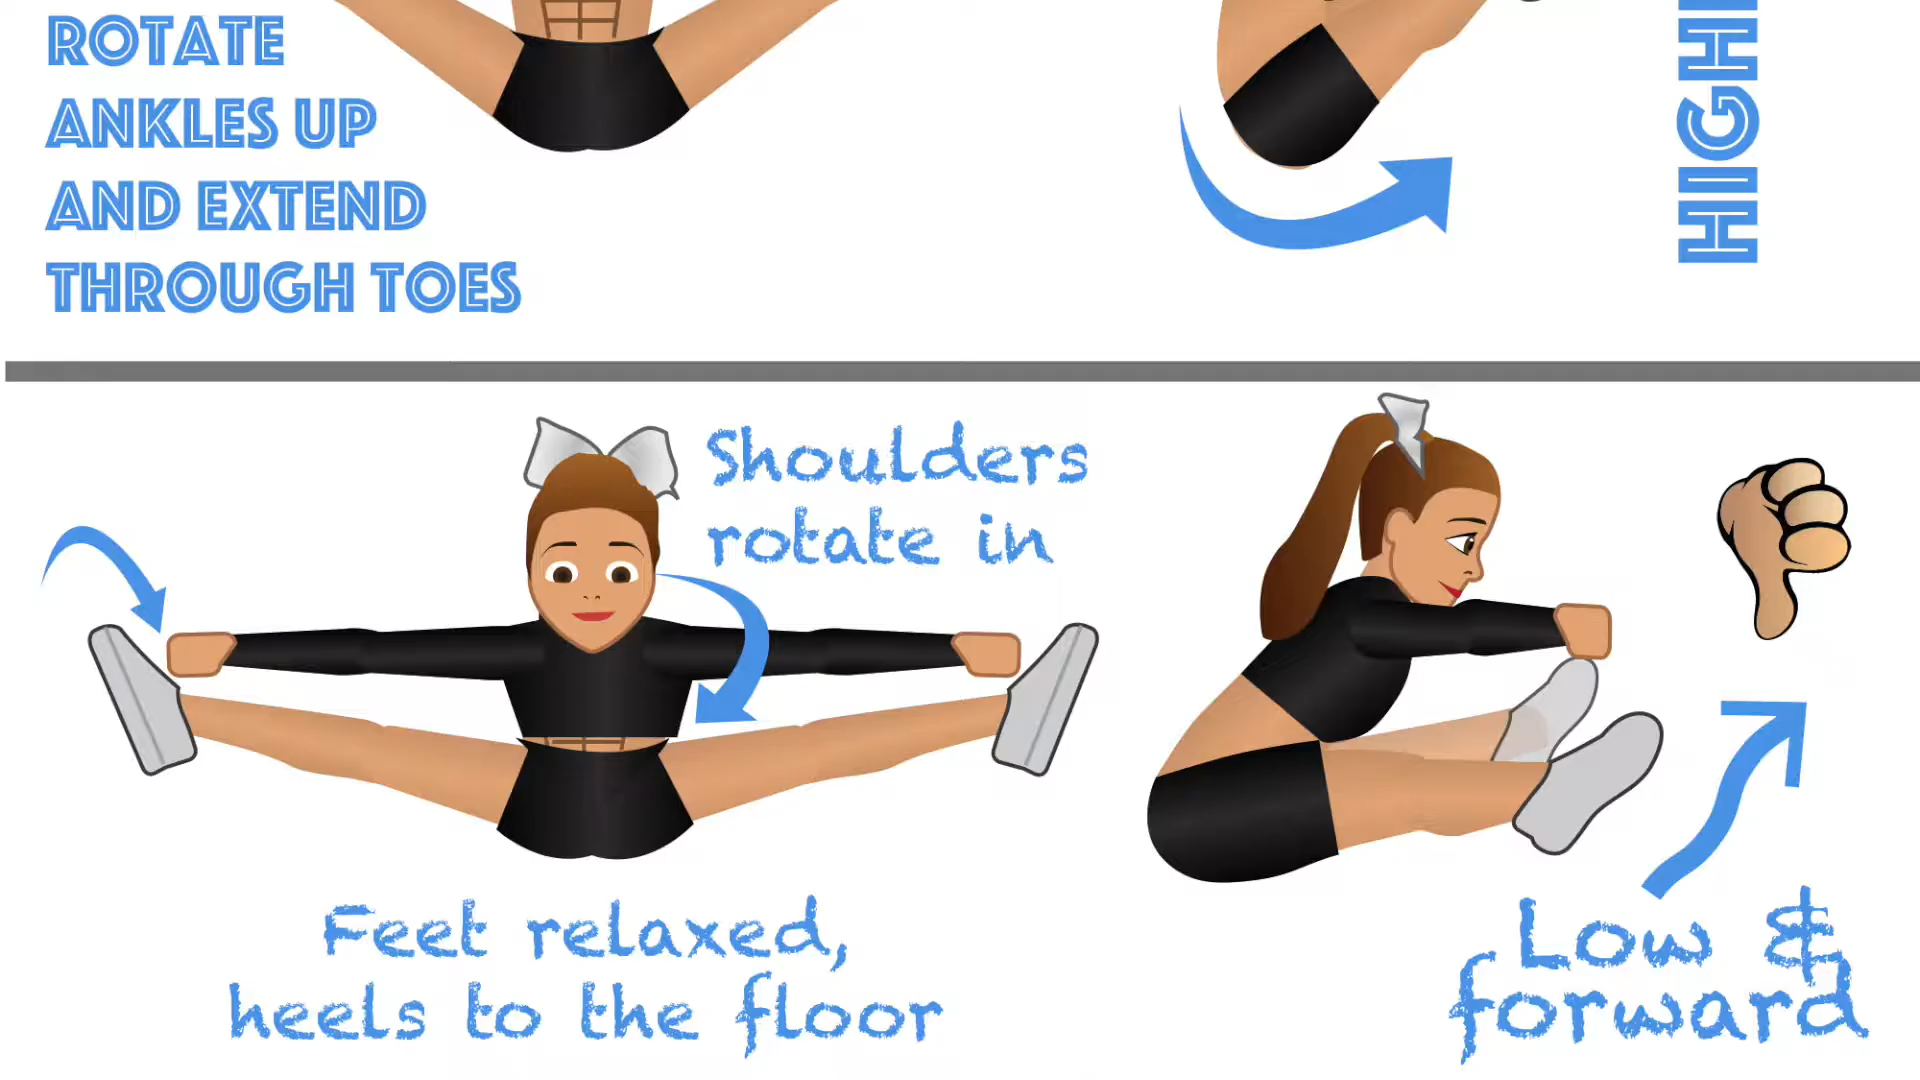 ROTATE
ANKLES UP
AND EXTEND
THROUGH TOES
HIGH
Shoulders
rotate in
Feet relaxed,
heels to the floor
Low &
forward